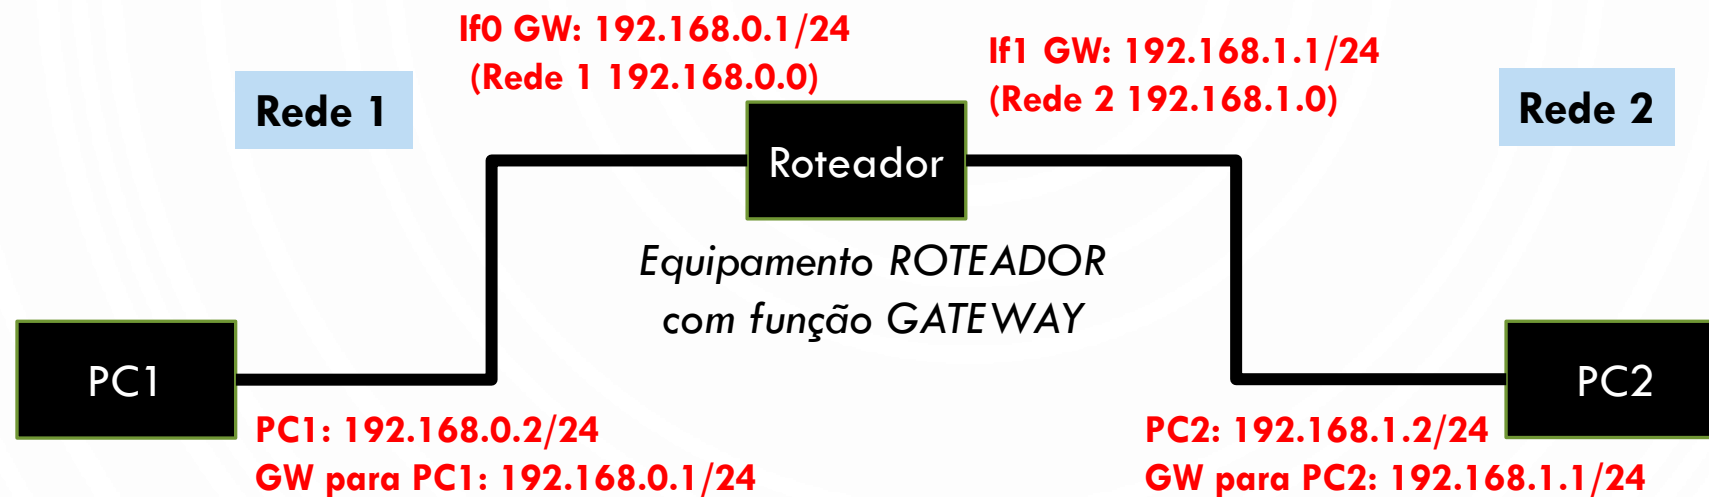 If0 GW: 192.168.0.1/24
(Rede 1 192.168.0.0)
If1 GW: 192.168.1.1/24
(Rede 2 192.168.1.0)
Rede 1
Rede 2
Roteador
Equipamento ROTEADOR
com função GATEWAY
PC1
PC2
PC1: 192.168.0.2/24
GW para PC1: 192.168.0.1/24
PC2: 192.168.1.2/24
GW para PC2: 192.168.1.1/24